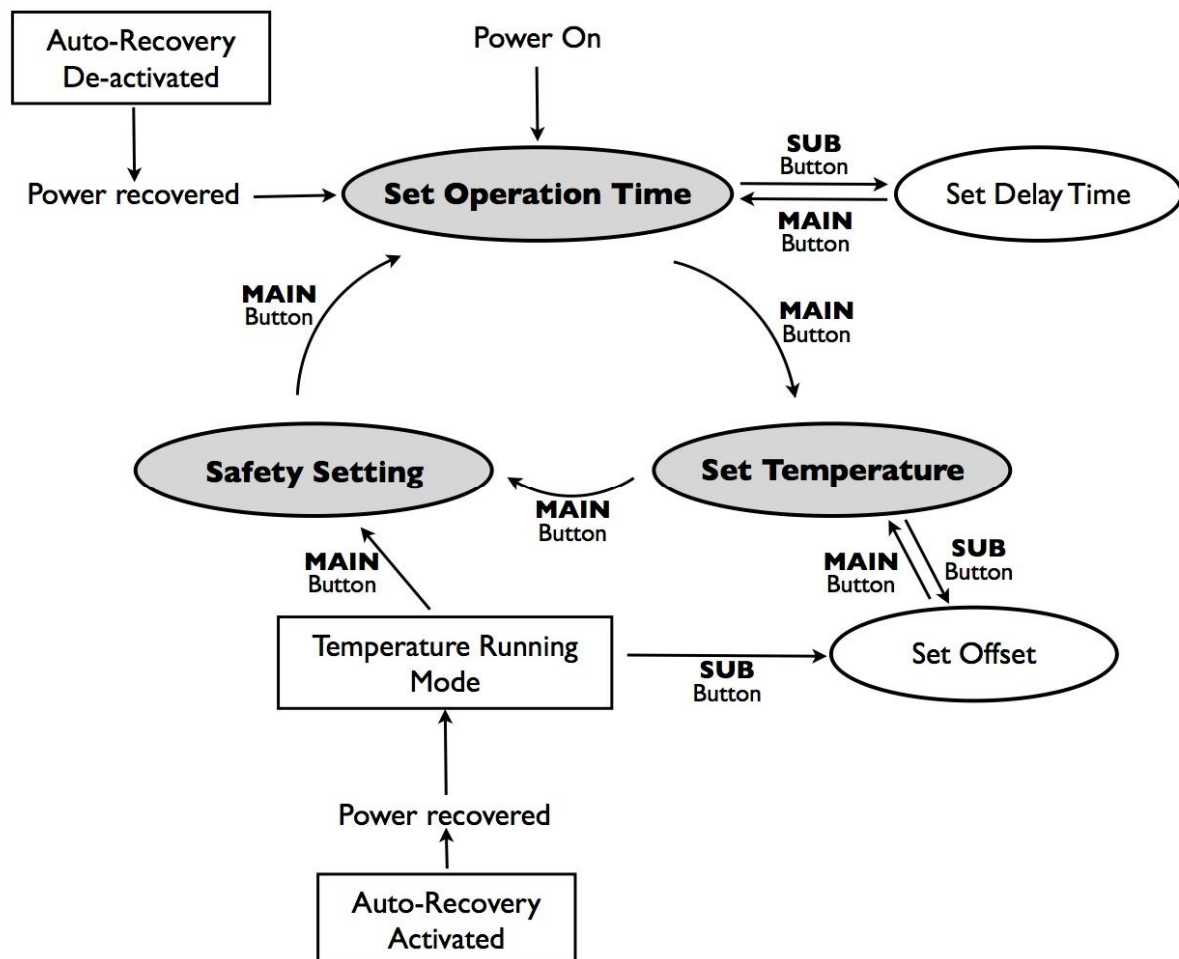 Auto-Recovery
De-activated
Power On
Power recovered
Set Operation Time
SUB
Button
MAIN
Button
Set Delay Time
MAIN
Button
MAIN
Button
Safety Setting
Set Temperature
MAIN
Button
MAIN
Button
MAIN
Button
SUB
Button
Temperature Running
Mode
SUB
Button
Set Offset
Power recovered
Auto-Recovery
Activated